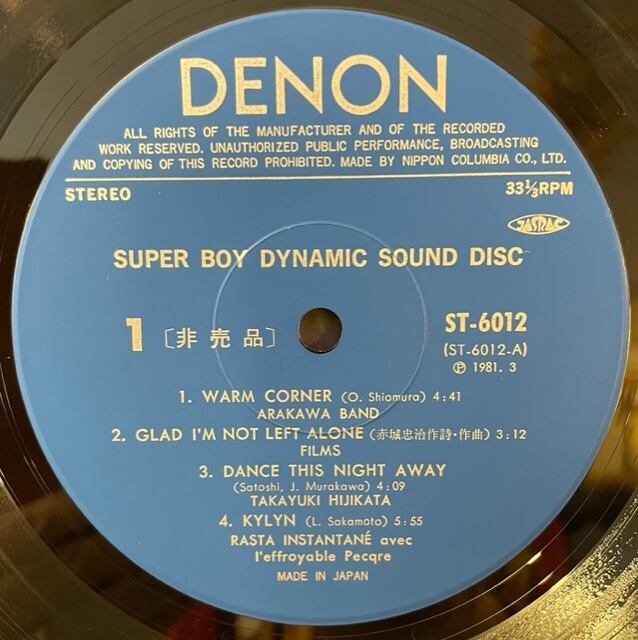 DENON
ALL RIGHTS OF THE MANUFACTURER AND OF THE RECORDED
WORK RESERVED. UNAUTHORIZED PUBLIC PERFORMANCE, BROADCASTING
AND COPYING OF THIS RECORD PROHIBITED. MADE BY NIPPON COLUMBIA CO., LTD.
STEREO 33⅓RPM
JASRAC
SUPER BOY DYNAMIC SOUND DISC
1〔非売品〕 ST-6012
(ST-6012-A)
Ⓟ 1981. 3
1. WARM CORNER (O. Shiomura) 4:41
ARAKAWA BAND
2. GLAD I'M NOT LEFT ALONE (赤城忠治作詩・作曲) 3:12
FILMS
3. DANCE THIS NIGHT AWAY
(Satoshi, J. Murakawa) 4:09
TAKAYUKI HIJIKATA
4. KYLYN (L. Sakamoto) 5:55
RASTA INSTANTANÉ avec
l'effroyable Pecqre
MADE IN JAPAN